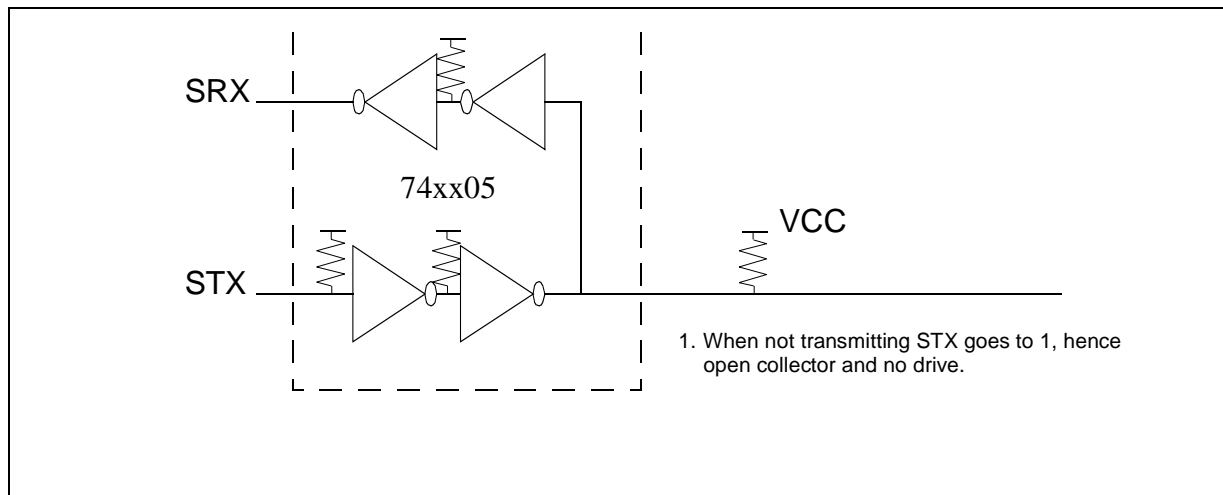 SRX
74xx05
VCC
STX
1. When not transmitting STX goes to 1, hence
open collector and no drive.